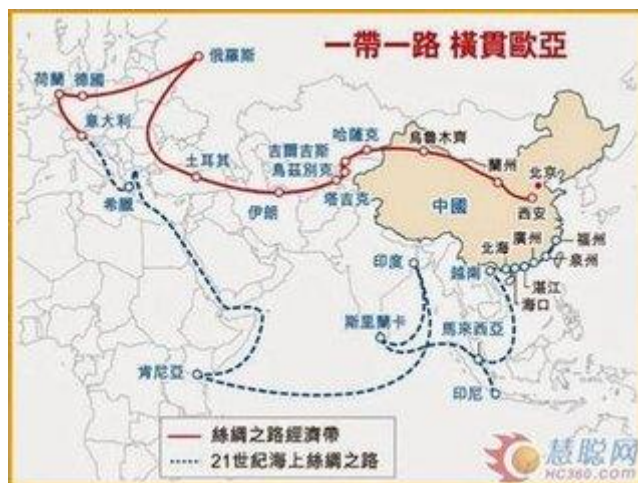 一帶一路 橫貫歐亞
俄羅斯
荷蘭
德國
意大利
希臘
土耳其
伊朗
哈薩克
吉爾吉斯
烏茲別克
塔吉克
烏魯木齊
蘭州
北京
西安
中國
福州
廣州
泉州
北海
湛江
海口
越南
印度
斯里蘭卡
馬來西亞
肯尼亞
印尼
絲綢之路經濟帶
21世紀海上絲綢之路
慧聪网
HC360.com